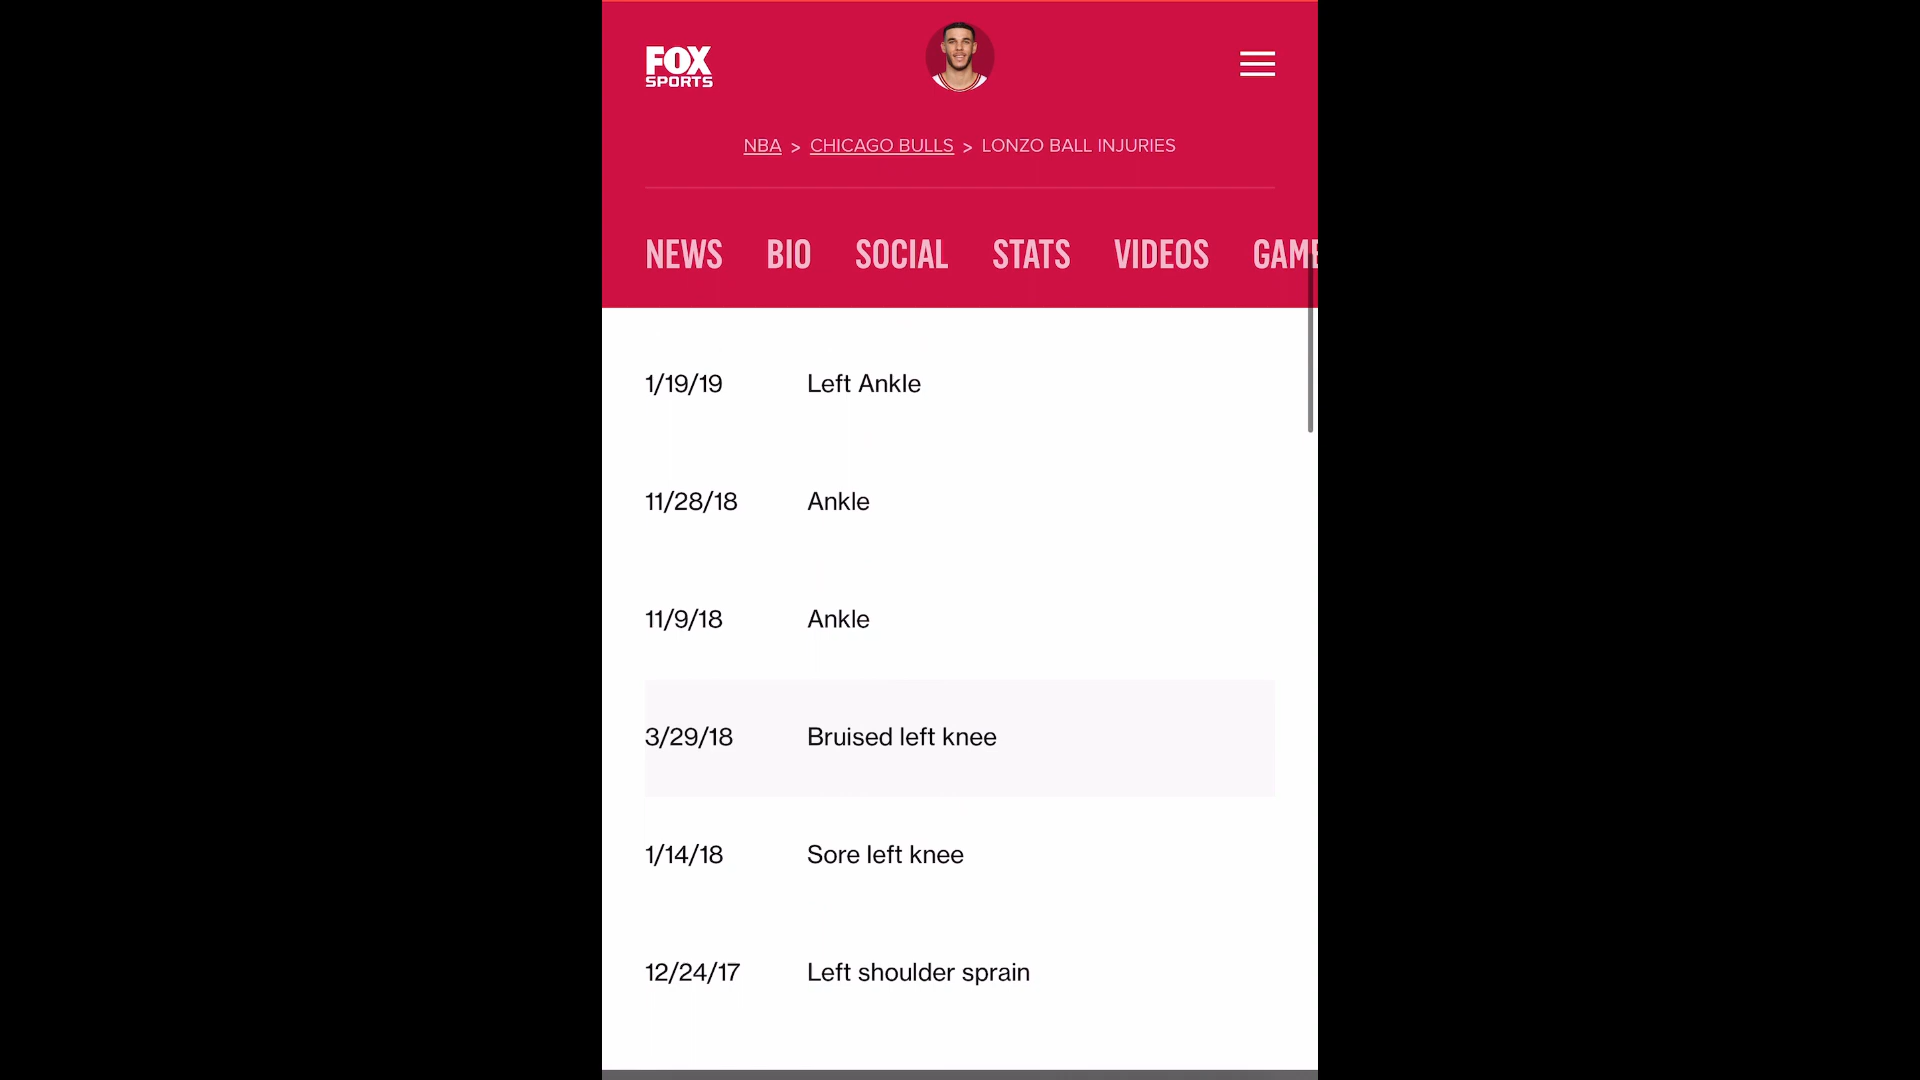 FOX
SPORTS
NBA > CHICAGO BULLS > LONZO BALL INJURIES
NEWS BIO SOCIAL STATS VIDEOS GAME
1/19/19 Left Ankle
11/28/18 Ankle
11/9/18 Ankle
3/29/18 Bruised left knee
1/14/18 Sore left knee
12/24/17 Left shoulder sprain